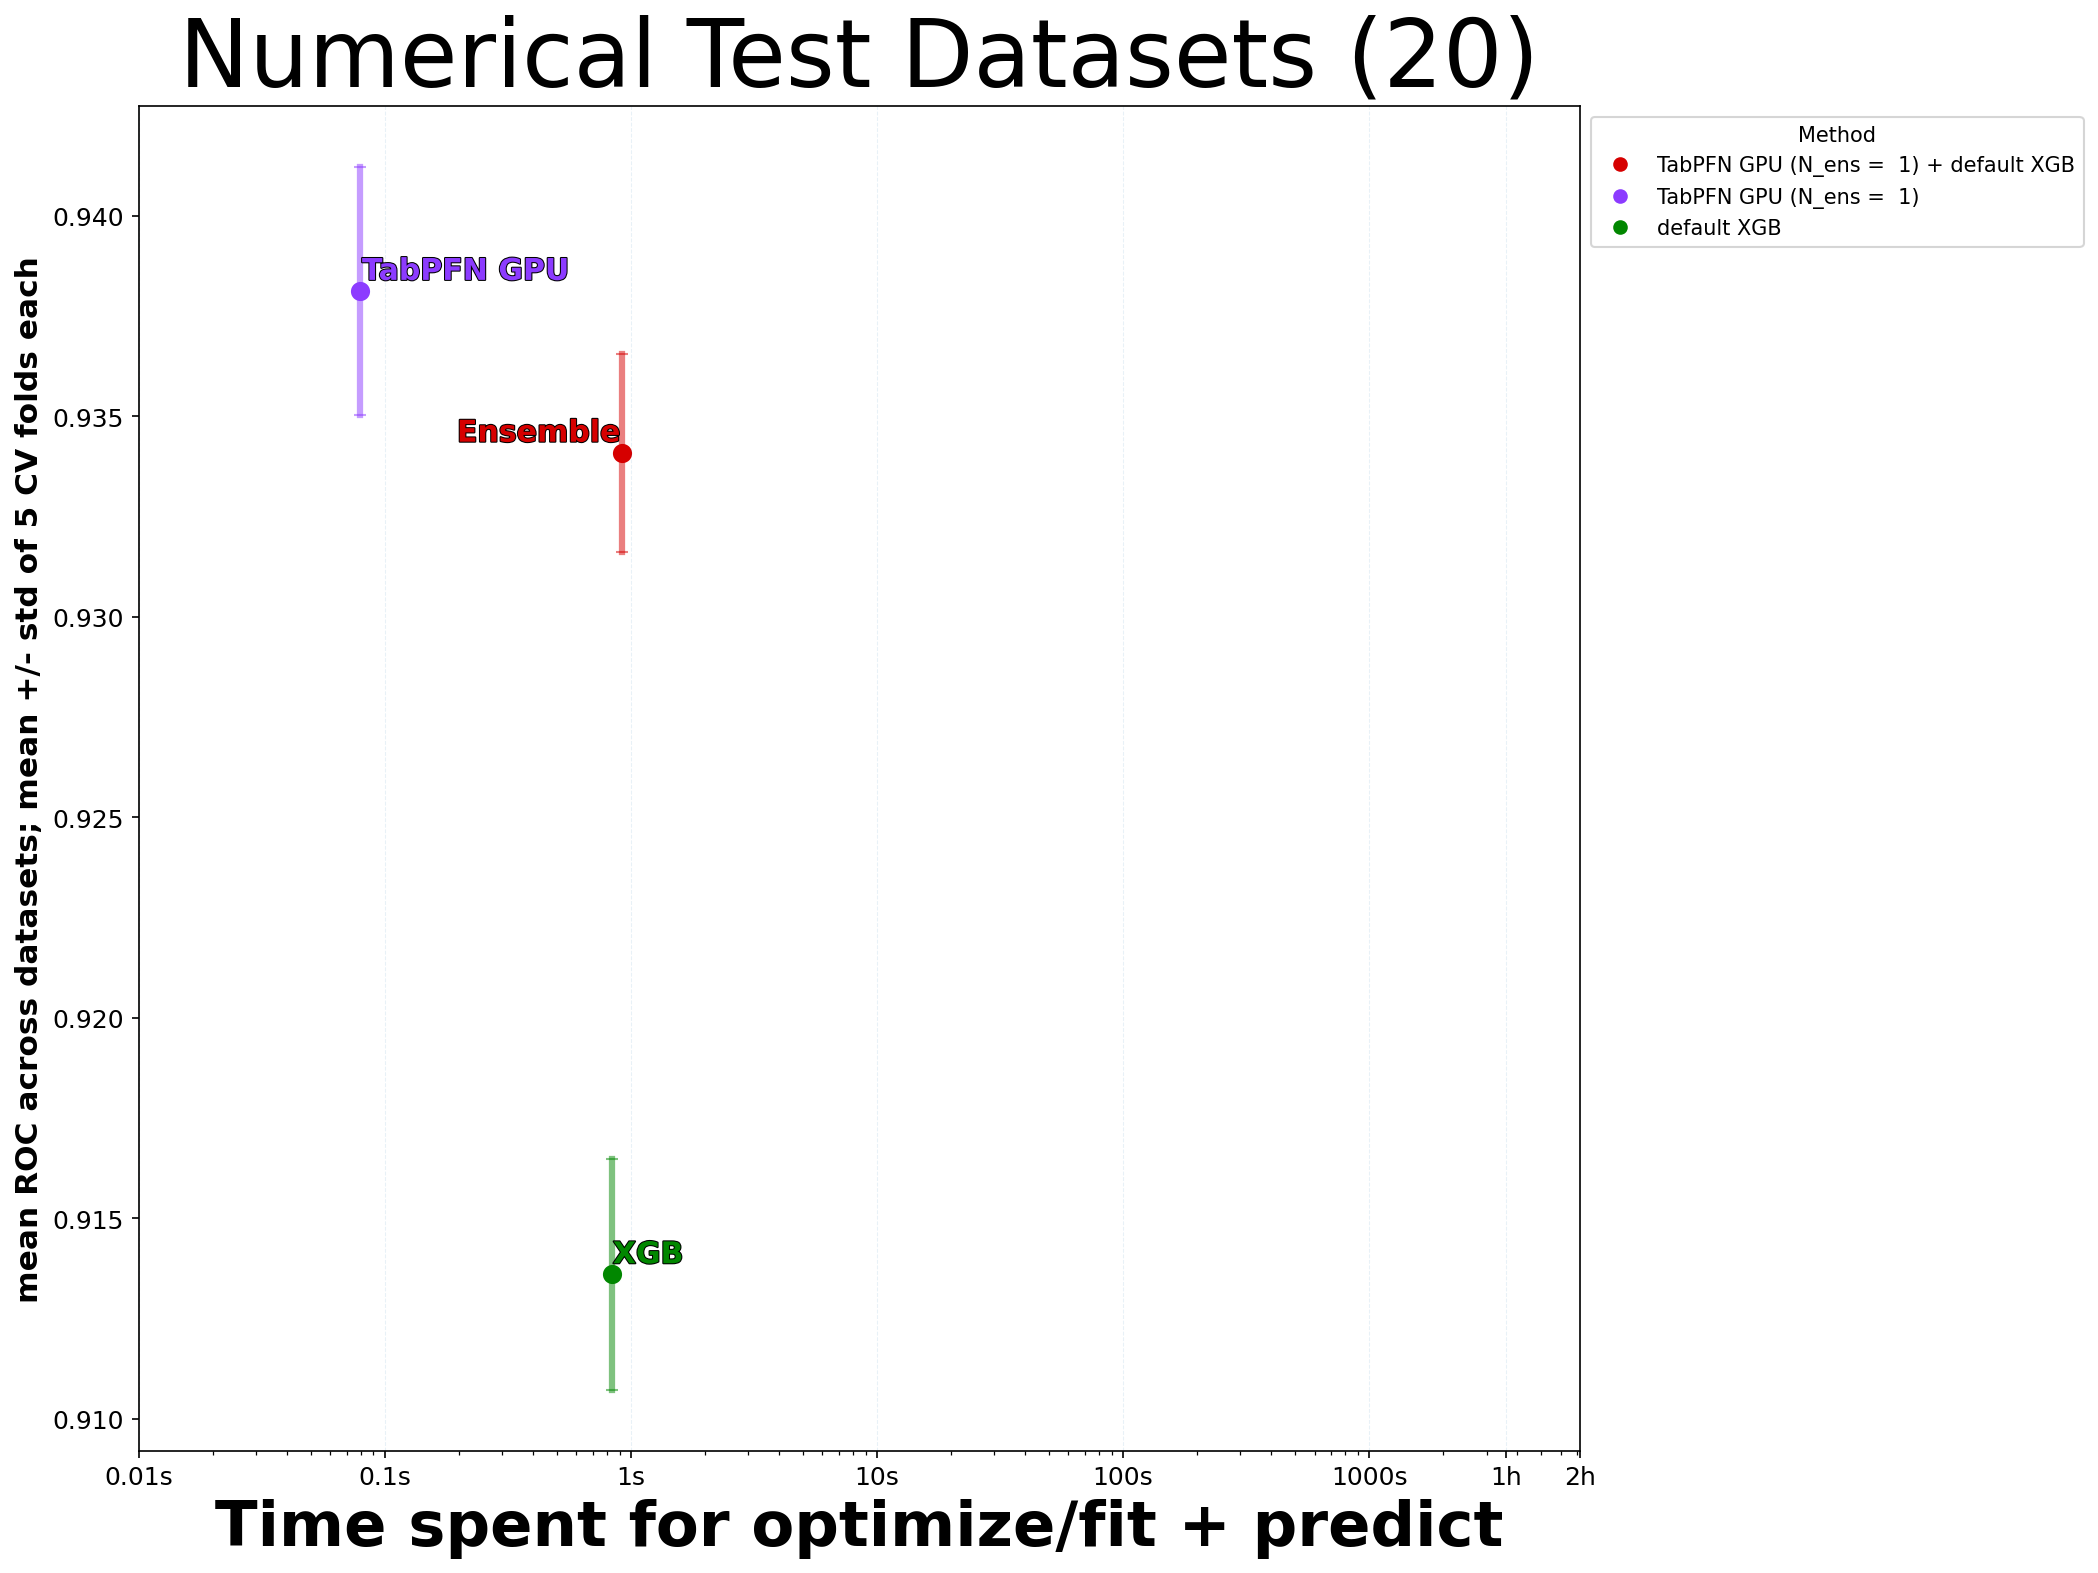 Numerical Test Datasets (20)
mean ROC across datasets; mean +/- std of 5 CV folds each
0.940
0.935
0.930
0.925
0.920
0.915
0.910
TabPFN GPU
Ensemble
XGB
0.01s
0.1s
1s
10s
100s
1000s
1h
2h
Time spent for optimize/fit + predict
Method
TabPFN GPU (N_ens =  1) + default XGB
TabPFN GPU (N_ens =  1)
default XGB